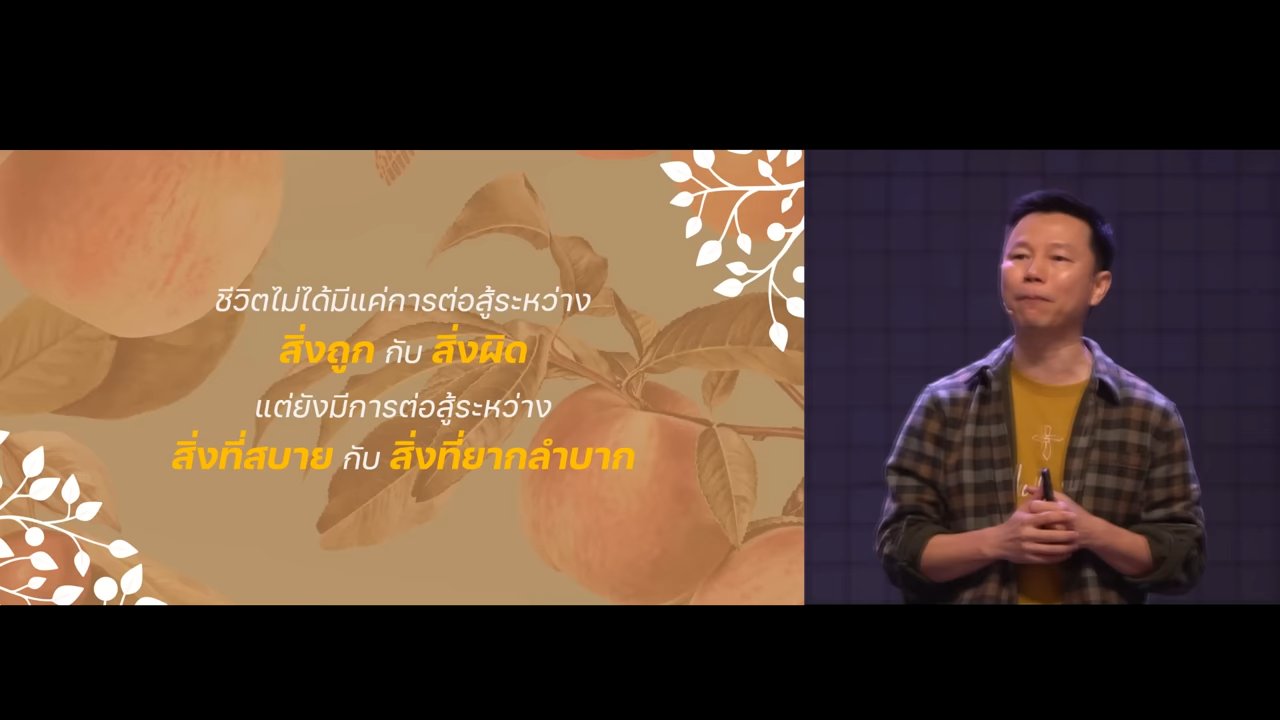 ชีวิตไม่ได้มีแค่การต่อสู้ระหว่าง
สิ่งถูก กับ สิ่งผิด
แต่ยังมีการต่อสู้ระหว่าง
สิ่งที่สบาย กับ สิ่งที่ยากลำบาก